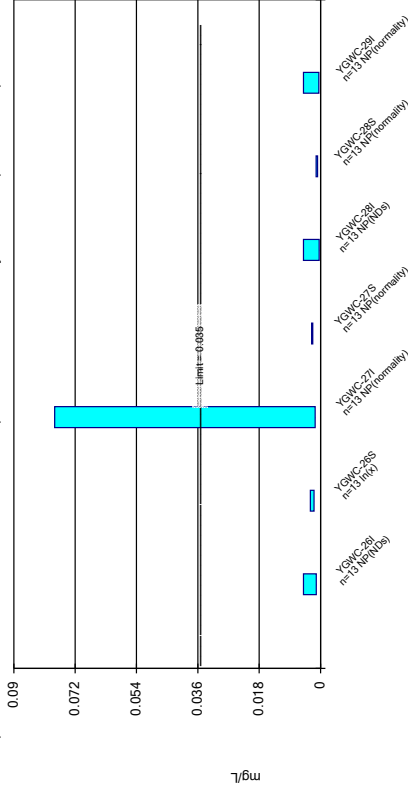 mg/L
0.09
0.072
0.054
0.036
0.018
0
Limit = 0.035
YGWC-26I
n=13 NP(NDs)
YGWC-26S
n=13 ln(x)
YGWC-27I
n=13 NP(normality)
YGWC-27S
n=13 NP(normality)
YGWC-28I
n=13 NP(NDs)
YGWC-28S
n=13 NP(normality)
YGWC-29I
n=13 NP(normality)